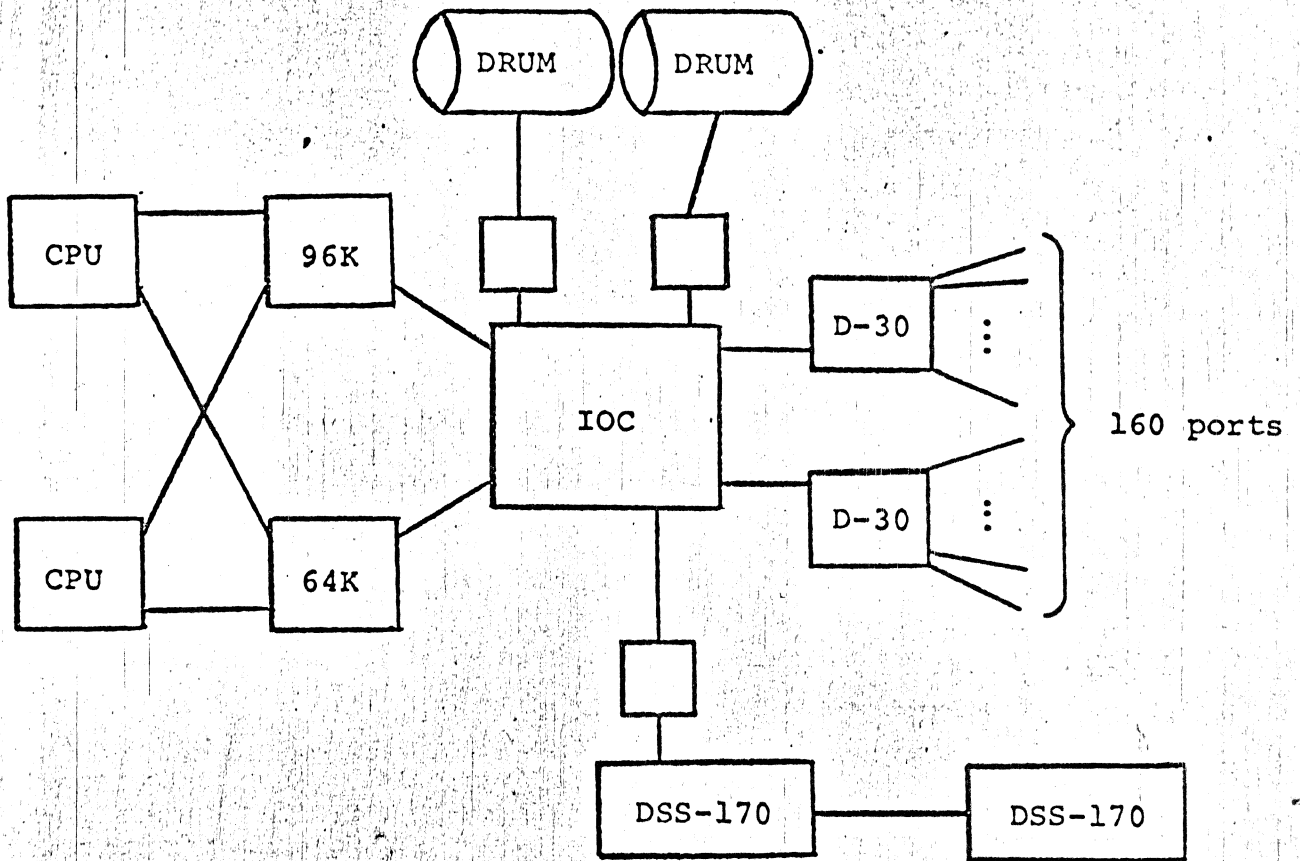 DRUM
DRUM
CPU
96K
D-30
IOC
160 ports
CPU
64K
D-30
DSS-170
DSS-170